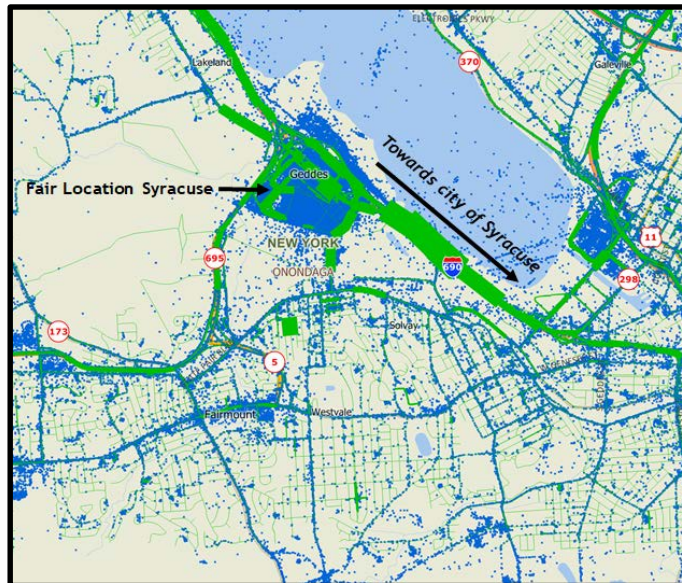 ELECTRONICS PKWY
Lakeland
370
Galeville
Geddes
Fair Location Syracuse
Towards city of Syracuse
NEW YORK
ONONDAGA
695
690
11
298
173
Solvay
5
Fairmount
Westvale